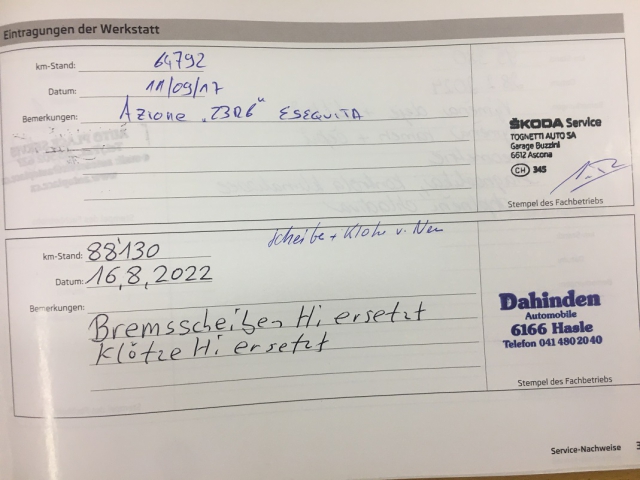 Eintragungen der Werkstatt
km-Stand: 64792
Datum: 11/09/17
Bemerkungen: AZIONE „23R6“ ESEQUITA
ŠKODA Service
TOGNETTI AUTO SA
Garage Buzzini
6612 Ascona
CH 345
Stempel des Fachbetriebs
Scheibe + Klötze v. Neu
km-Stand: 88'130
Datum: 16,8,2022
Bemerkungen:
Bremsscheiben Hi ersetzt
Klötze Hi ersetzt
Dahinden
Automobile
6166 Hasle
Telefon 041 480 20 40
Stempel des Fachbetriebs
Service-Nachweise